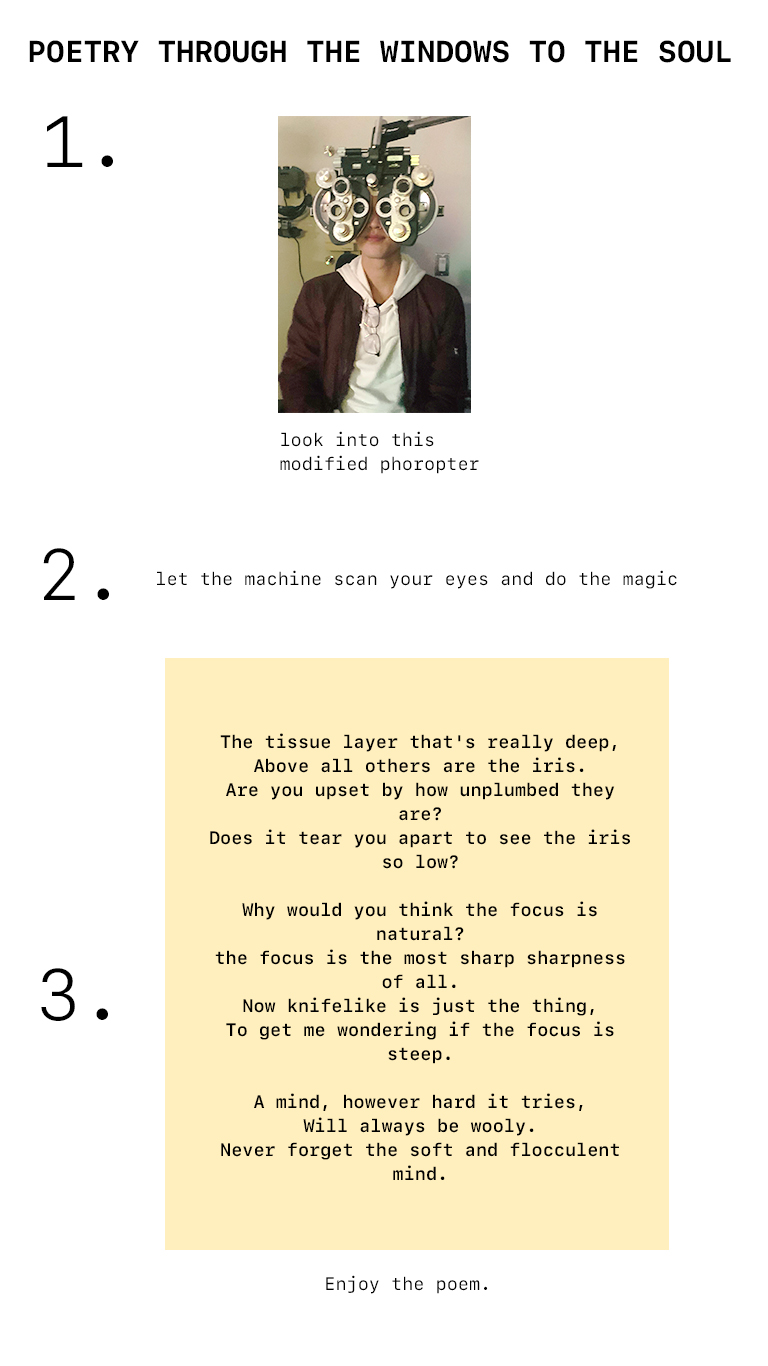 POETRY THROUGH THE WINDOWS TO THE SOUL
1.
look into this
modified phoropter
2.
let the machine scan your eyes and do the magic
3.
The tissue layer that's really deep,
Above all others are the iris.
Are you upset by how unplumbed they
are?
Does it tear you apart to see the iris
so low?
Why would you think the focus is
natural?
the focus is the most sharp sharpness
of all.
Now knifelike is just the thing,
To get me wondering if the focus is
steep.
A mind, however hard it tries,
Will always be wooly.
Never forget the soft and flocculent
mind.
Enjoy the poem.